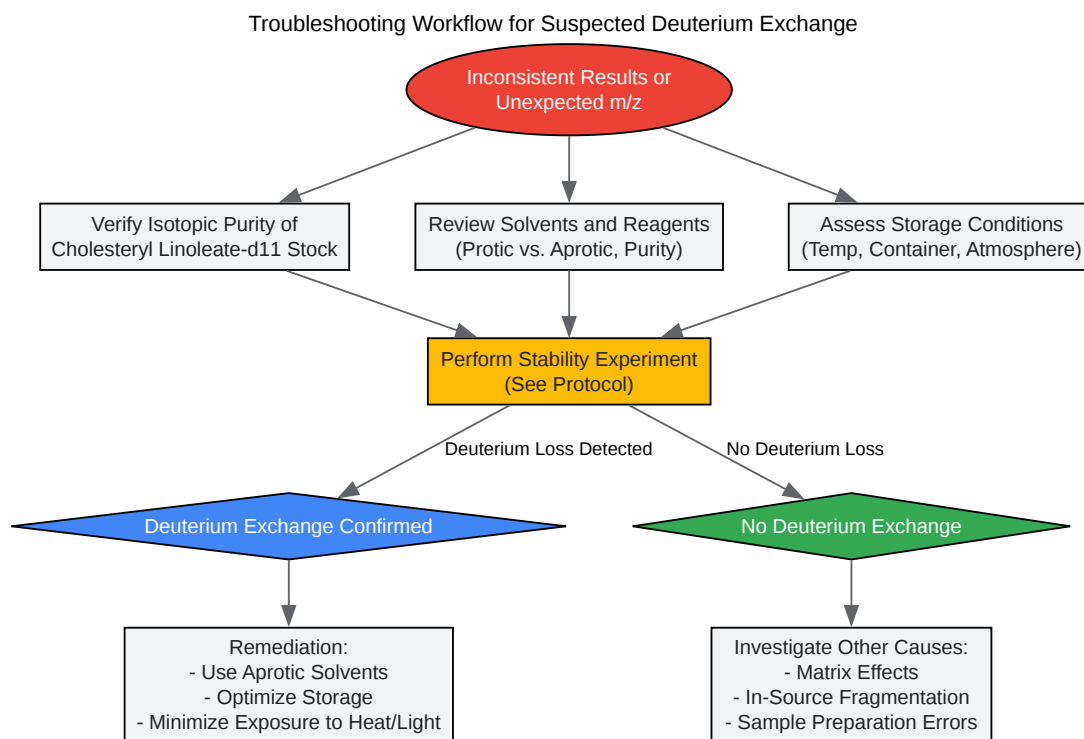 Troubleshooting Workflow for Suspected Deuterium Exchange
Inconsistent Results or
Unexpected m/z
Verify Isotopic Purity of
Cholesteryl Linoleate-d11 Stock
Review Solvents and Reagents
(Protic vs. Aprotic, Purity)
Assess Storage Conditions
(Temp, Container, Atmosphere)
Perform Stability Experiment
(See Protocol)
Deuterium Loss Detected
No Deuterium Loss
Deuterium Exchange Confirmed
No Deuterium Exchange
Remediation:
- Use Aprotic Solvents
- Optimize Storage
- Minimize Exposure to Heat/Light
Investigate Other Causes:
- Matrix Effects
- In-Source Fragmentation
- Sample Preparation Errors